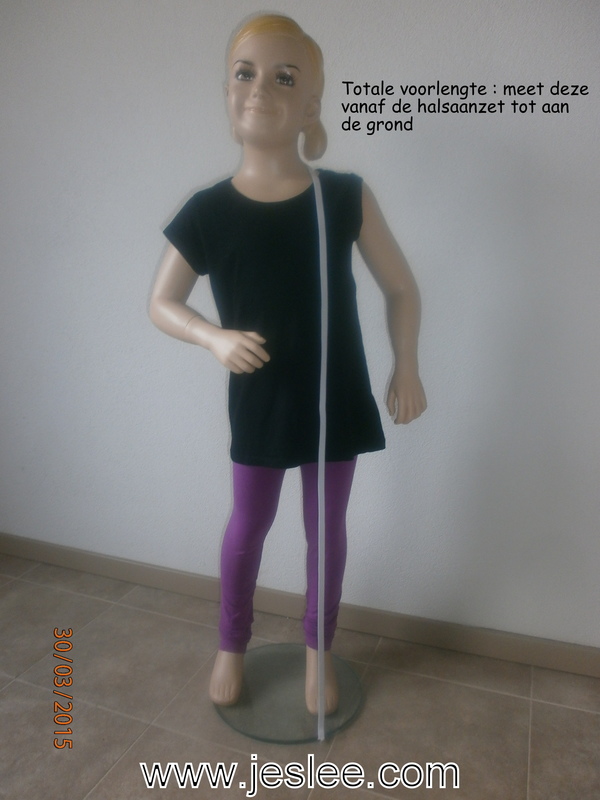 Totale voorlengte : meet deze
vanaf de halsaanzet tot aan
de grond
30/03/2015
www.jeslee.com